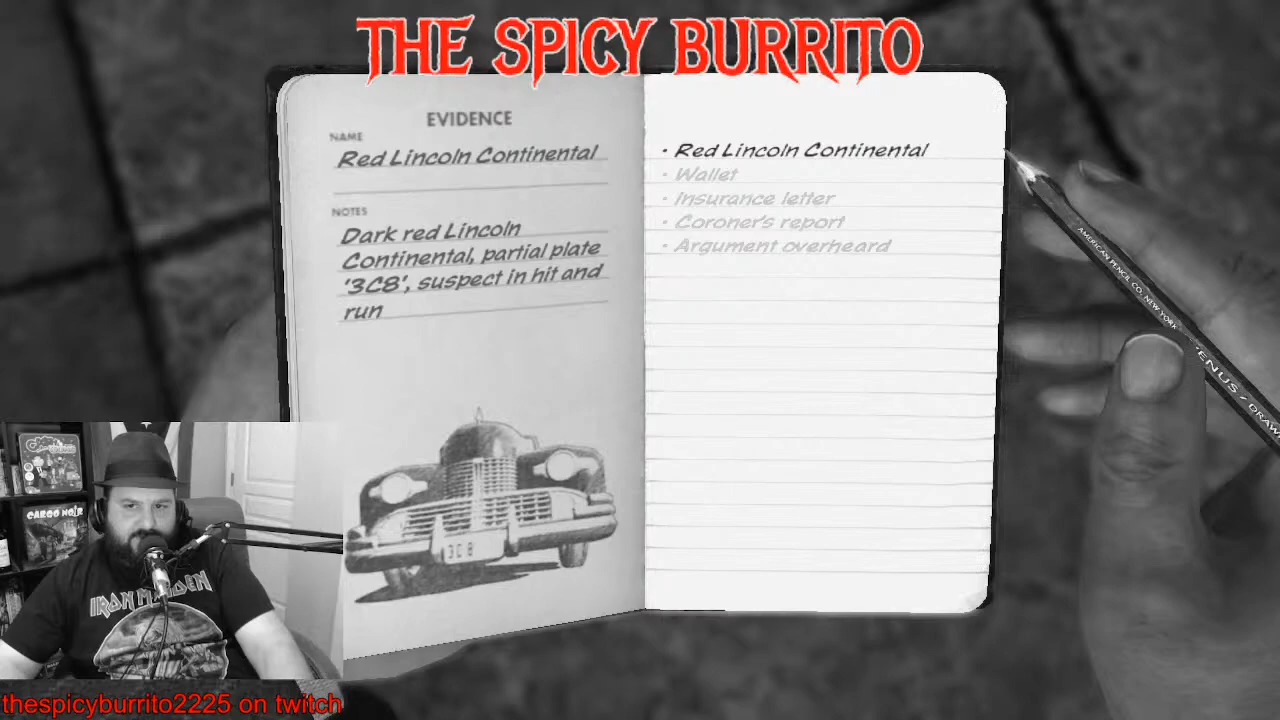 THE SPICY BURRITO
EVIDENCE
NAME
Red Lincoln Continental
NOTES
Dark red Lincoln
Continental, partial plate
'3C8', suspect in hit and
run
3C8
• Red Lincoln Continental
• Wallet
• Insurance letter
• Coroner's report
• Argument overheard
AMERICAN PENCIL CO. NEW YORK
VENUS
DRAW
CARGO NOIR
IRON MAIDEN
thespicyburrito2225 on twitch